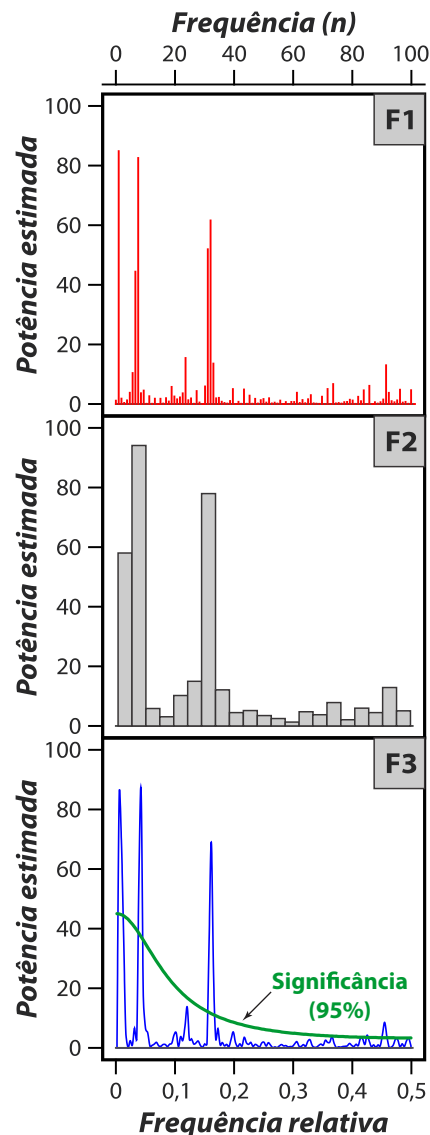 Frequência (n)
0 20 40 60 80 100
F1
Potência estimada
100
80
60
40
20
0
F2
Potência estimada
100
80
60
40
20
0
F3
Potência estimada
100
80
60
40
20
0
Significância
(95%)
0 0,1 0,2 0,3 0,4 0,5
Frequência relativa